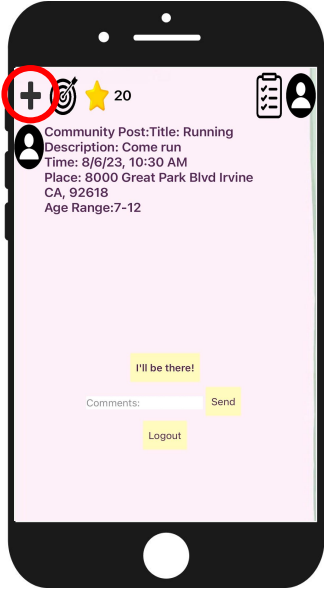 20
Community Post:Title: Running
Description: Come run
Time: 8/6/23, 10:30 AM
Place: 8000 Great Park Blvd Irvine
CA, 92618
Age Range:7-12
I'll be there!
Comments: Send
Logout